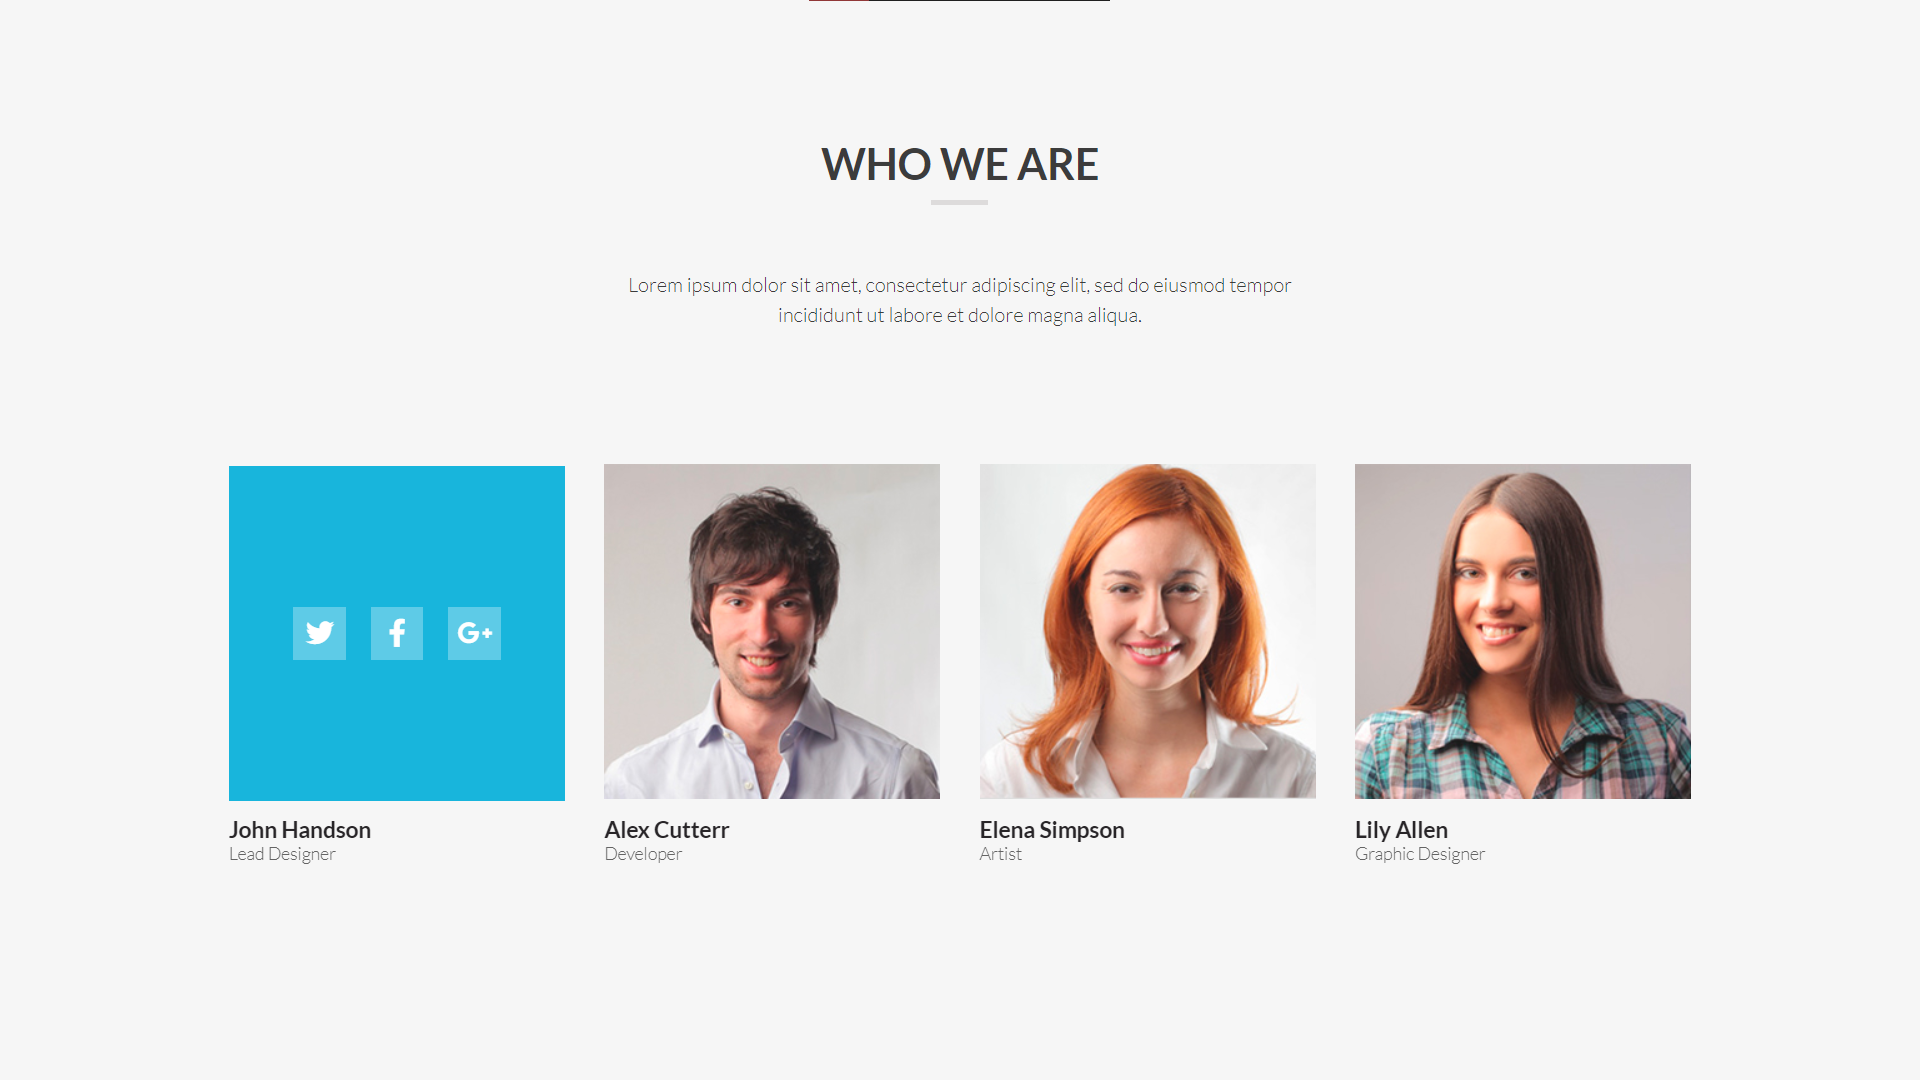 WHO WE ARE
Lorem ipsum dolor sit amet, consectetur adipiscing elit, sed do eiusmod tempor
incididunt ut labore et dolore magna aliqua.
G+
John Handson
Lead Designer
Alex Cutterr
Developer
Elena Simpson
Artist
Lily Allen
Graphic Designer